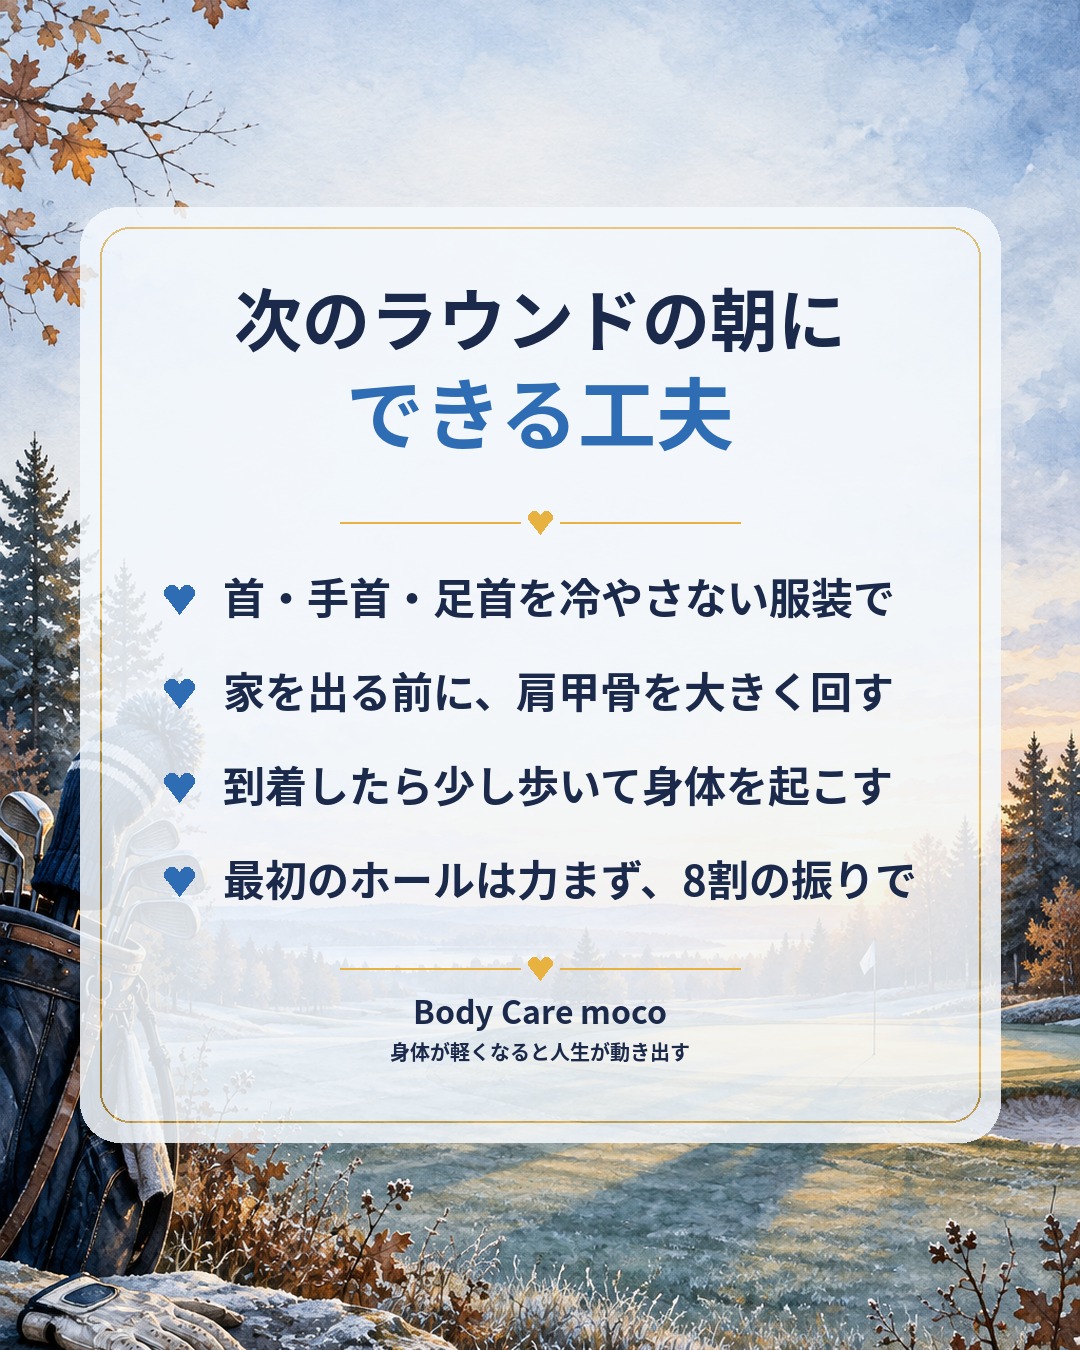 次のラウンドの朝に
できる工夫
首・手首・足首を冷やさない服装で
家を出る前に、肩甲骨を大きく回す
到着したら少し歩いて身体を起こす
最初のホールは力まず、8割の振りで
Body Care moco
身体が軽くなると人生が動き出す